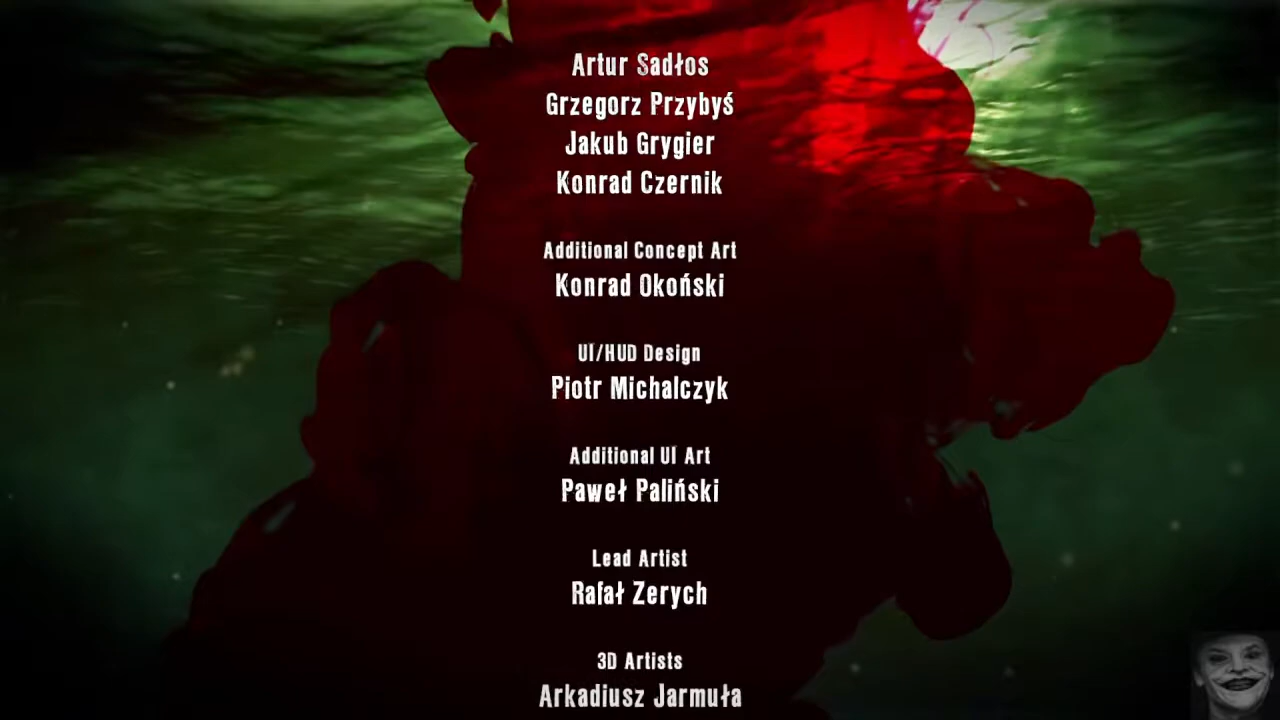 Artur Sadłos
Grzegorz Przybyś
Jakub Grygier
Konrad Czernik
Additional Concept Art
Konrad Okoński
UI/HUD Design
Piotr Michalczyk
Additional UI Art
Paweł Paliński
Lead Artist
Rafał Zerych
3D Artists
Arkadiusz Jarmuła